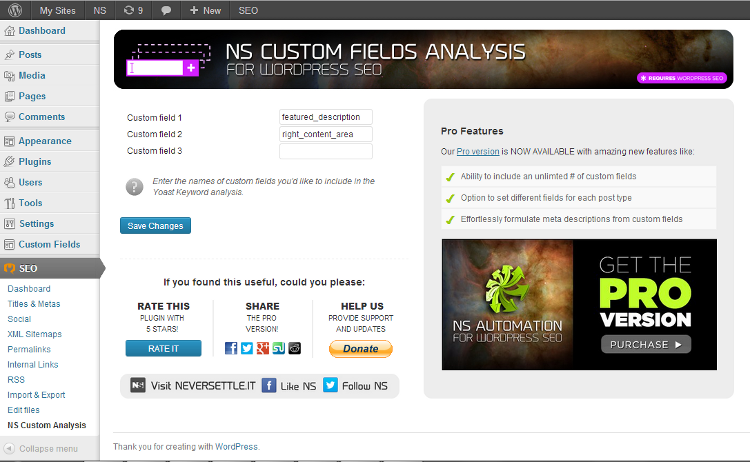 My Sites
NS
9
+ New
SEO
Dashboard
Posts
Media
Pages
Comments
Appearance
Plugins
Users
Tools
Settings
Custom Fields
SEO
Dashboard
Titles & Metas
Social
XML Sitemaps
Permalinks
Internal Links
RSS
Import & Export
Edit files
NS Custom Analysis
Collapse menu
NS CUSTOM FIELDS ANALYSIS
FOR WORDPRESS SEO
✱ REQUIRES WORDPRESS SEO
Custom field 1 featured_description
Custom field 2 right_content_area
Custom field 3
? Enter the names of custom fields you'd like to include in the
Yoast Keyword analysis.
Save Changes
If you found this useful, could you please:
RATE THIS
PLUGIN WITH
5 STARS!
RATE IT
SHARE
THE PRO
VERSION!
HELP US
PROVIDE SUPPORT
AND UPDATES
Donate
Visit NEVERSETTLE.IT
Like NS
Follow NS
Pro Features
Our Pro version is NOW AVAILABLE with amazing new features like:
Ability to include an unlimted # of custom fields
Option to set different fields for each post type
Effortlessly formulate meta descriptions from custom fields
NS AUTOMATION
FOR WORDPRESS SEO
GET THE
PRO
VERSION
PURCHASE
Thank you for creating with WordPress.